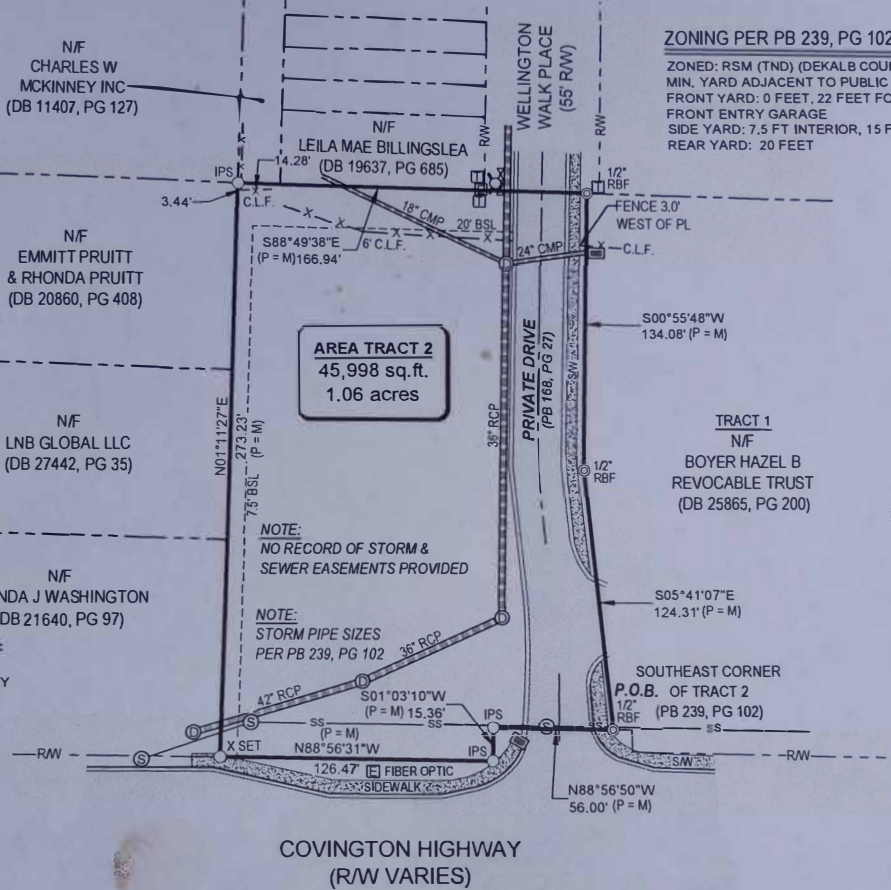 N/F
CHARLES W
MCKINNEY INC
(DB 11407, PG 127)
WELLINGTON
WALK PLACE
(55' R/W)
ZONING PER PB 239, PG 102
ZONED: RSM (TND) (DEKALB COU
MIN. YARD ADJACENT TO PUBLIC
FRONT YARD: 0 FEET, 22 FEET FO
FRONT ENTRY GARAGE
SIDE YARD: 7.5 FT INTERIOR, 15 F
REAR YARD: 20 FEET
N/F
LEILA MAE BILLINGSLEA
(DB 19637, PG 685)
R/W
R/W
X
IPS
14.28'
3.44'
X
C.L.F.
X
X
18" CMP
20' BSL
S88°49'38"E
(P = M)166.94'
6' C.L.F.
X
X
X
D
24" CMP
1/2"
RBF
FENCE 3.0'
WEST OF PL
X
C.L.F.
N/F
EMMITT PRUITT
& RHONDA PRUITT
(DB 20860, PG 408)
S00°55'48"W
134.08' (P = M)
AREA TRACT 2
45,998 sq.ft.
1.06 acres
S/W
PRIVATE DRIVE
(PB 168, PG 27)
36" RCP
N01°11'27"E
273.23'
(P = M)
7.5' BSL
N/F
LNB GLOBAL LLC
(DB 27442, PG 35)
TRACT 1
N/F
BOYER HAZEL B
REVOCABLE TRUST
(DB 25865, PG 200)
1/2"
RBF
NOTE:
NO RECORD OF STORM &
SEWER EASEMENTS PROVIDED
N/F
NDA J WASHINGTON
DB 21640, PG 97)
Y
NOTE:
STORM PIPE SIZES
PER PB 239, PG 102
S05°41'07"E
124.31' (P = M)
D
36" RCP
D
42" RCP
D
S
S
S01°03'10"W
(P = M) 15.36'
SS
(P = M)
SS
IPS
S
SS
SOUTHEAST CORNER
P.O.B. OF TRACT 2
1/2" (PB 239, PG 102)
RBF
SS
R/W
X SET
N88°56'31"W
IPS
126.47' E FIBER OPTIC
SIDEWALK
S/W
R/W
N88°56'50"W
56.00' (P = M)
COVINGTON HIGHWAY
(R/W VARIES)